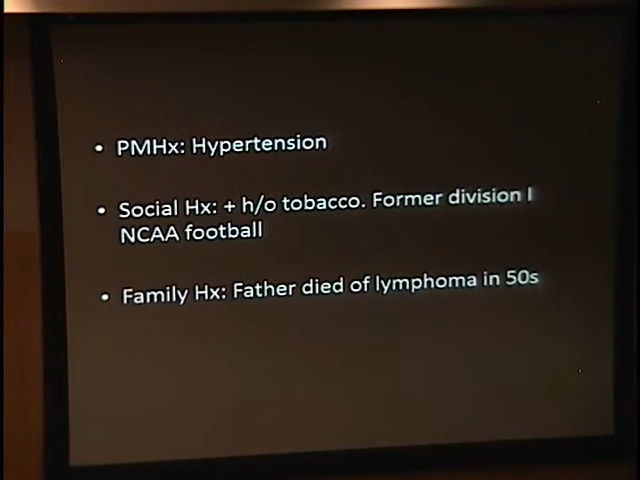 • PMHx: Hypertension
• Social Hx: + h/o tobacco. Former division I
NCAA football
• Family Hx: Father died of lymphoma in 50s